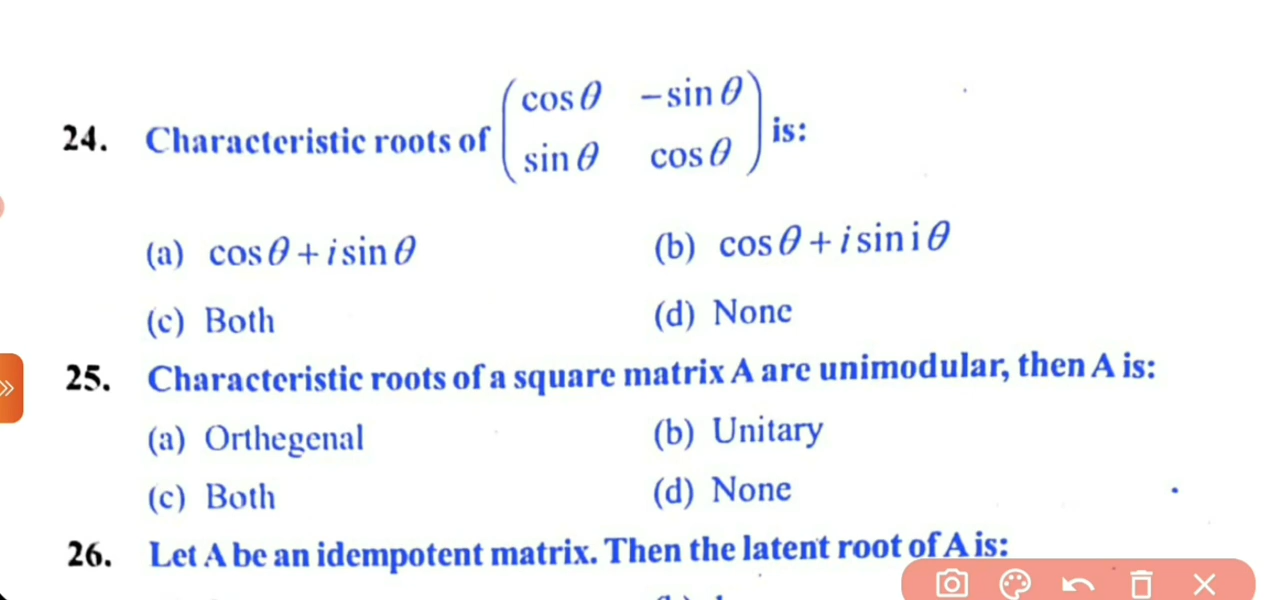 24. Characteristic roots of (cos θ  −sin θ
sin θ  cos θ) is:
(a) cos θ + i sin θ (b) cos θ + i sin i θ
(c) Both (d) None
25. Characteristic roots of a square matrix A are unimodular, then A is:
(a) Orthegenal (b) Unitary
(c) Both (d) None
26. Let A be an idempotent matrix. Then the latent root of A is: